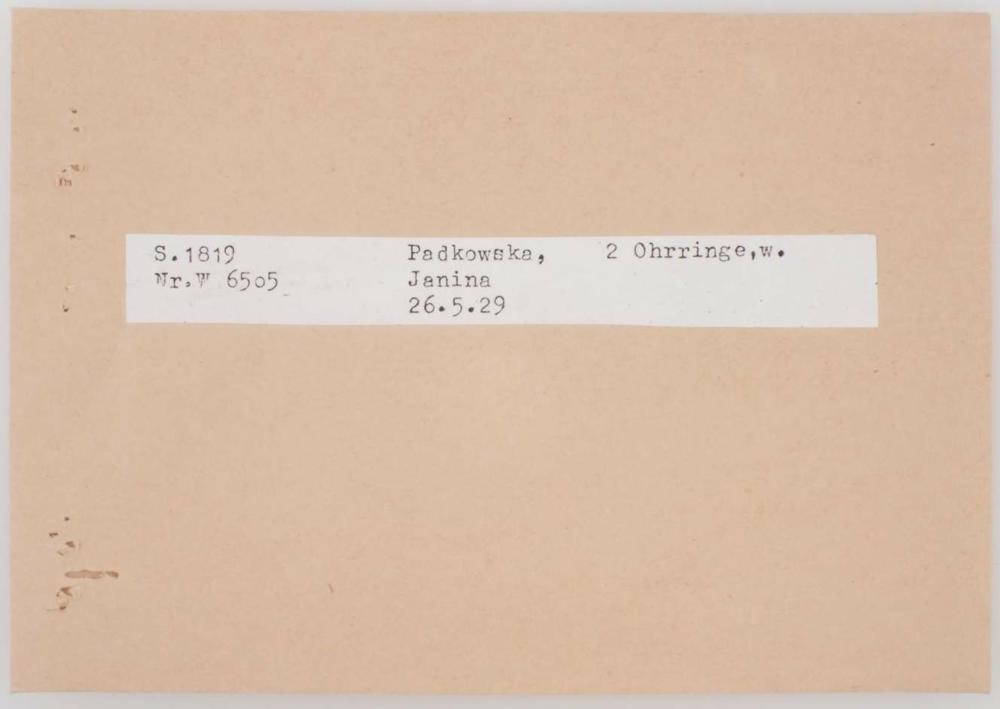 S.1819 Padkowska, 2 Ohrringe,w.
Nr.W 6505 Janina
26.5.29